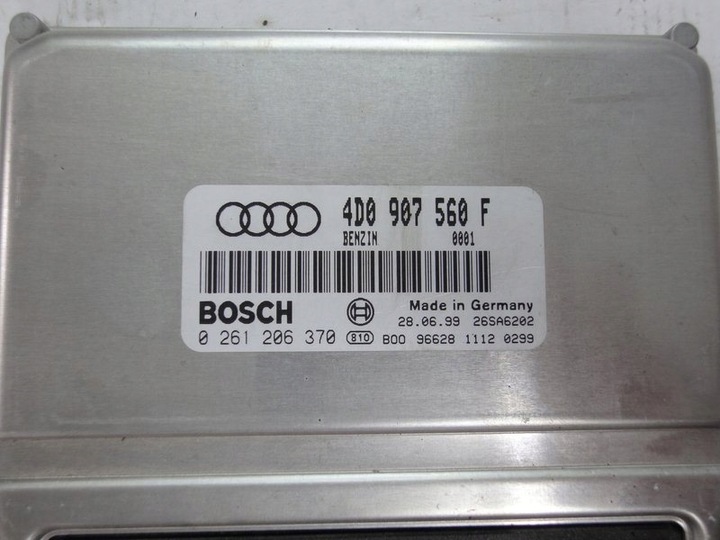 4D0 907 560 F
BENZIN 0001
BOSCH Made in Germany
28.06.99 26SA6202
0 261 206 370 810 B00 96628 1112 0299